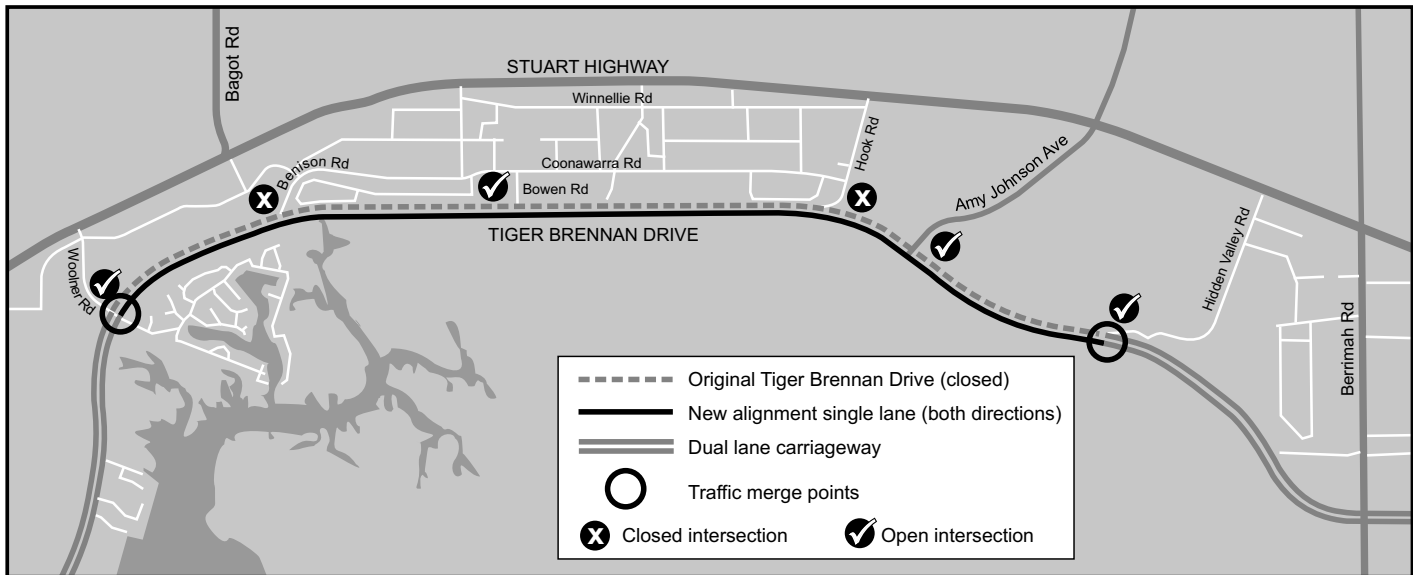 Bagot Rd
STUART HIGHWAY
Winnellie Rd
Benison Rd
Coonawarra Rd
Hook Rd
Amy Johnson Ave
X
Bowen Rd
X
TIGER BRENNAN DRIVE
Woolner Rd
Hidden Valley Rd
Berrimah Rd
Original Tiger Brennan Drive (closed)
New alignment single lane (both directions)
Dual lane carriageway
Traffic merge points
X Closed intersection
Open intersection